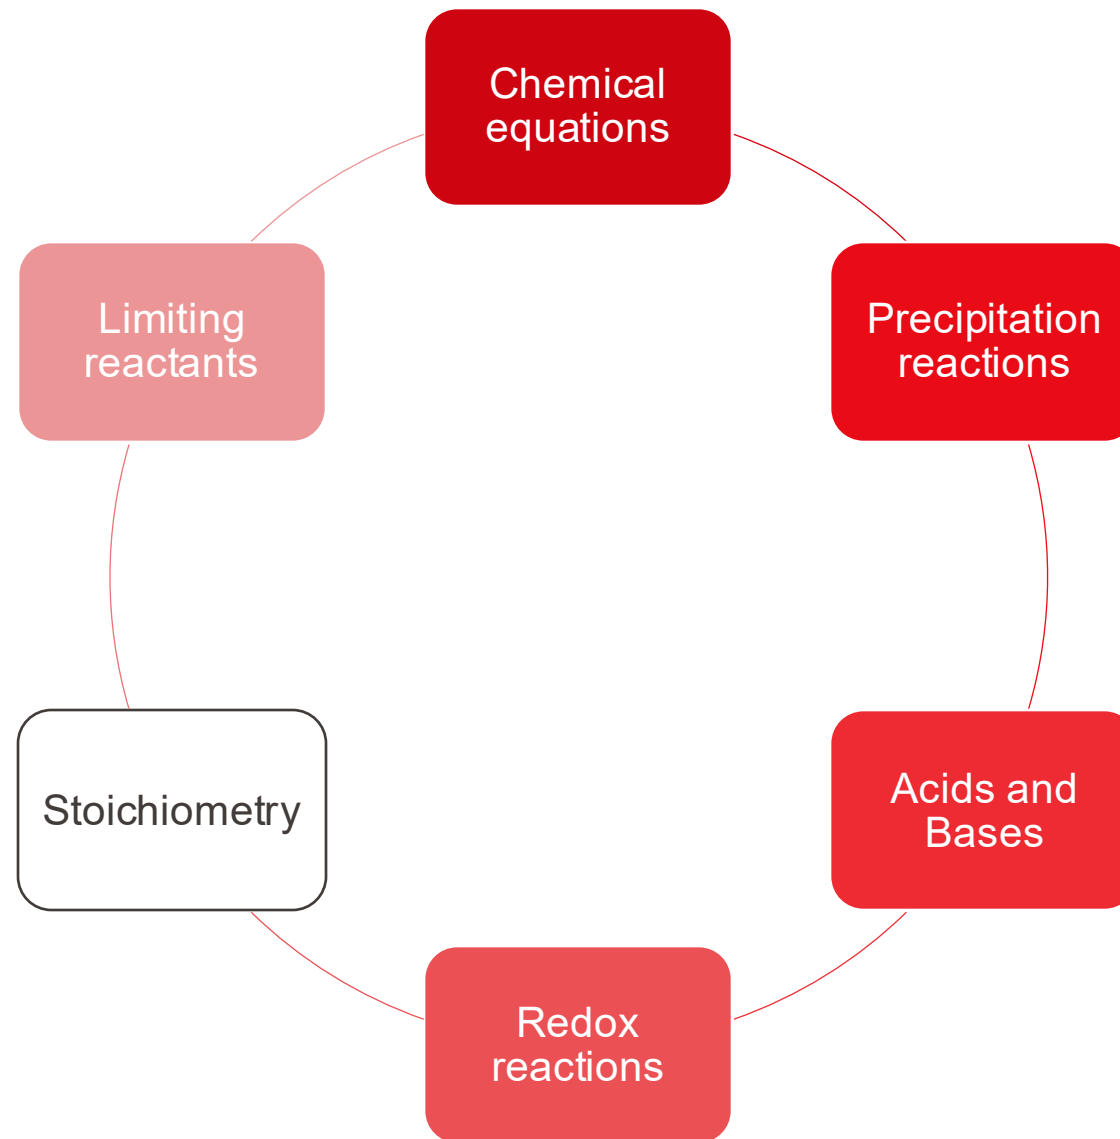 Chemical
equations
Precipitation
reactions
Acids and
Bases
Redox
reactions
Stoichiometry
Limiting
reactants